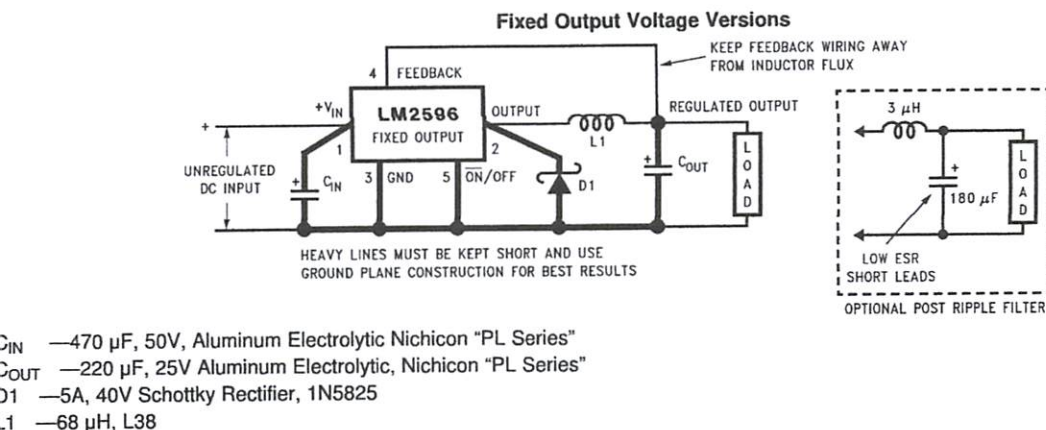 Fixed Output Voltage Versions
KEEP FEEDBACK WIRING AWAY
FROM INDUCTOR FLUX
4 FEEDBACK
+VIN
LM2596
FIXED OUTPUT
OUTPUT
REGULATED OUTPUT
+
1
2
L1
UNREGULATED
DC INPUT
+
CIN
3 GND
5 ON/OFF
D1
+
COUT
LOAD
HEAVY LINES MUST BE KEPT SHORT AND USE
GROUND PLANE CONSTRUCTION FOR BEST RESULTS
3 μH
+
180 μF
LOAD
LOW ESR
SHORT LEADS
OPTIONAL POST RIPPLE FILTER
CIN —470 μF, 50V, Aluminum Electrolytic Nichicon “PL Series”
COUT —220 μF, 25V Aluminum Electrolytic, Nichicon “PL Series”
D1 —5A, 40V Schottky Rectifier, 1N5825
L1 —68 μH, L38